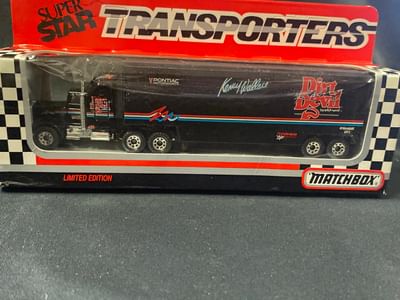 SUPER
STAR
TRANSPORTERS
PONTIAC
Kenny Wallace
Dirt
Devil
LIMITED EDITION
MATCHBOX